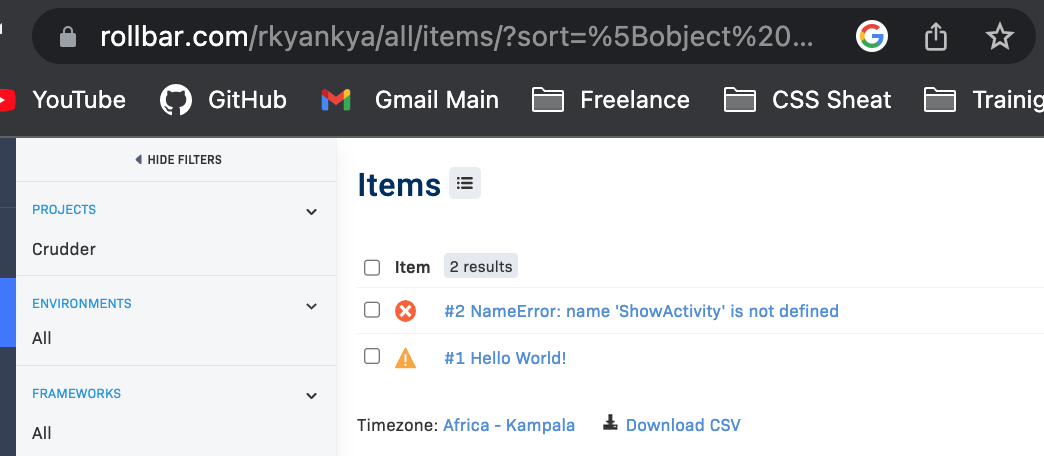 rollbar.com/rkyankya/all/items/?sort=%5Bobject%20...
YouTube GitHub Gmail Main Freelance CSS Sheat Trainig
HIDE FILTERS
PROJECTS
Crudder
ENVIRONMENTS
All
FRAMEWORKS
All
Items
Item 2 results
#2 NameError: name 'ShowActivity' is not defined
#1 Hello World!
Timezone: Africa - Kampala Download CSV